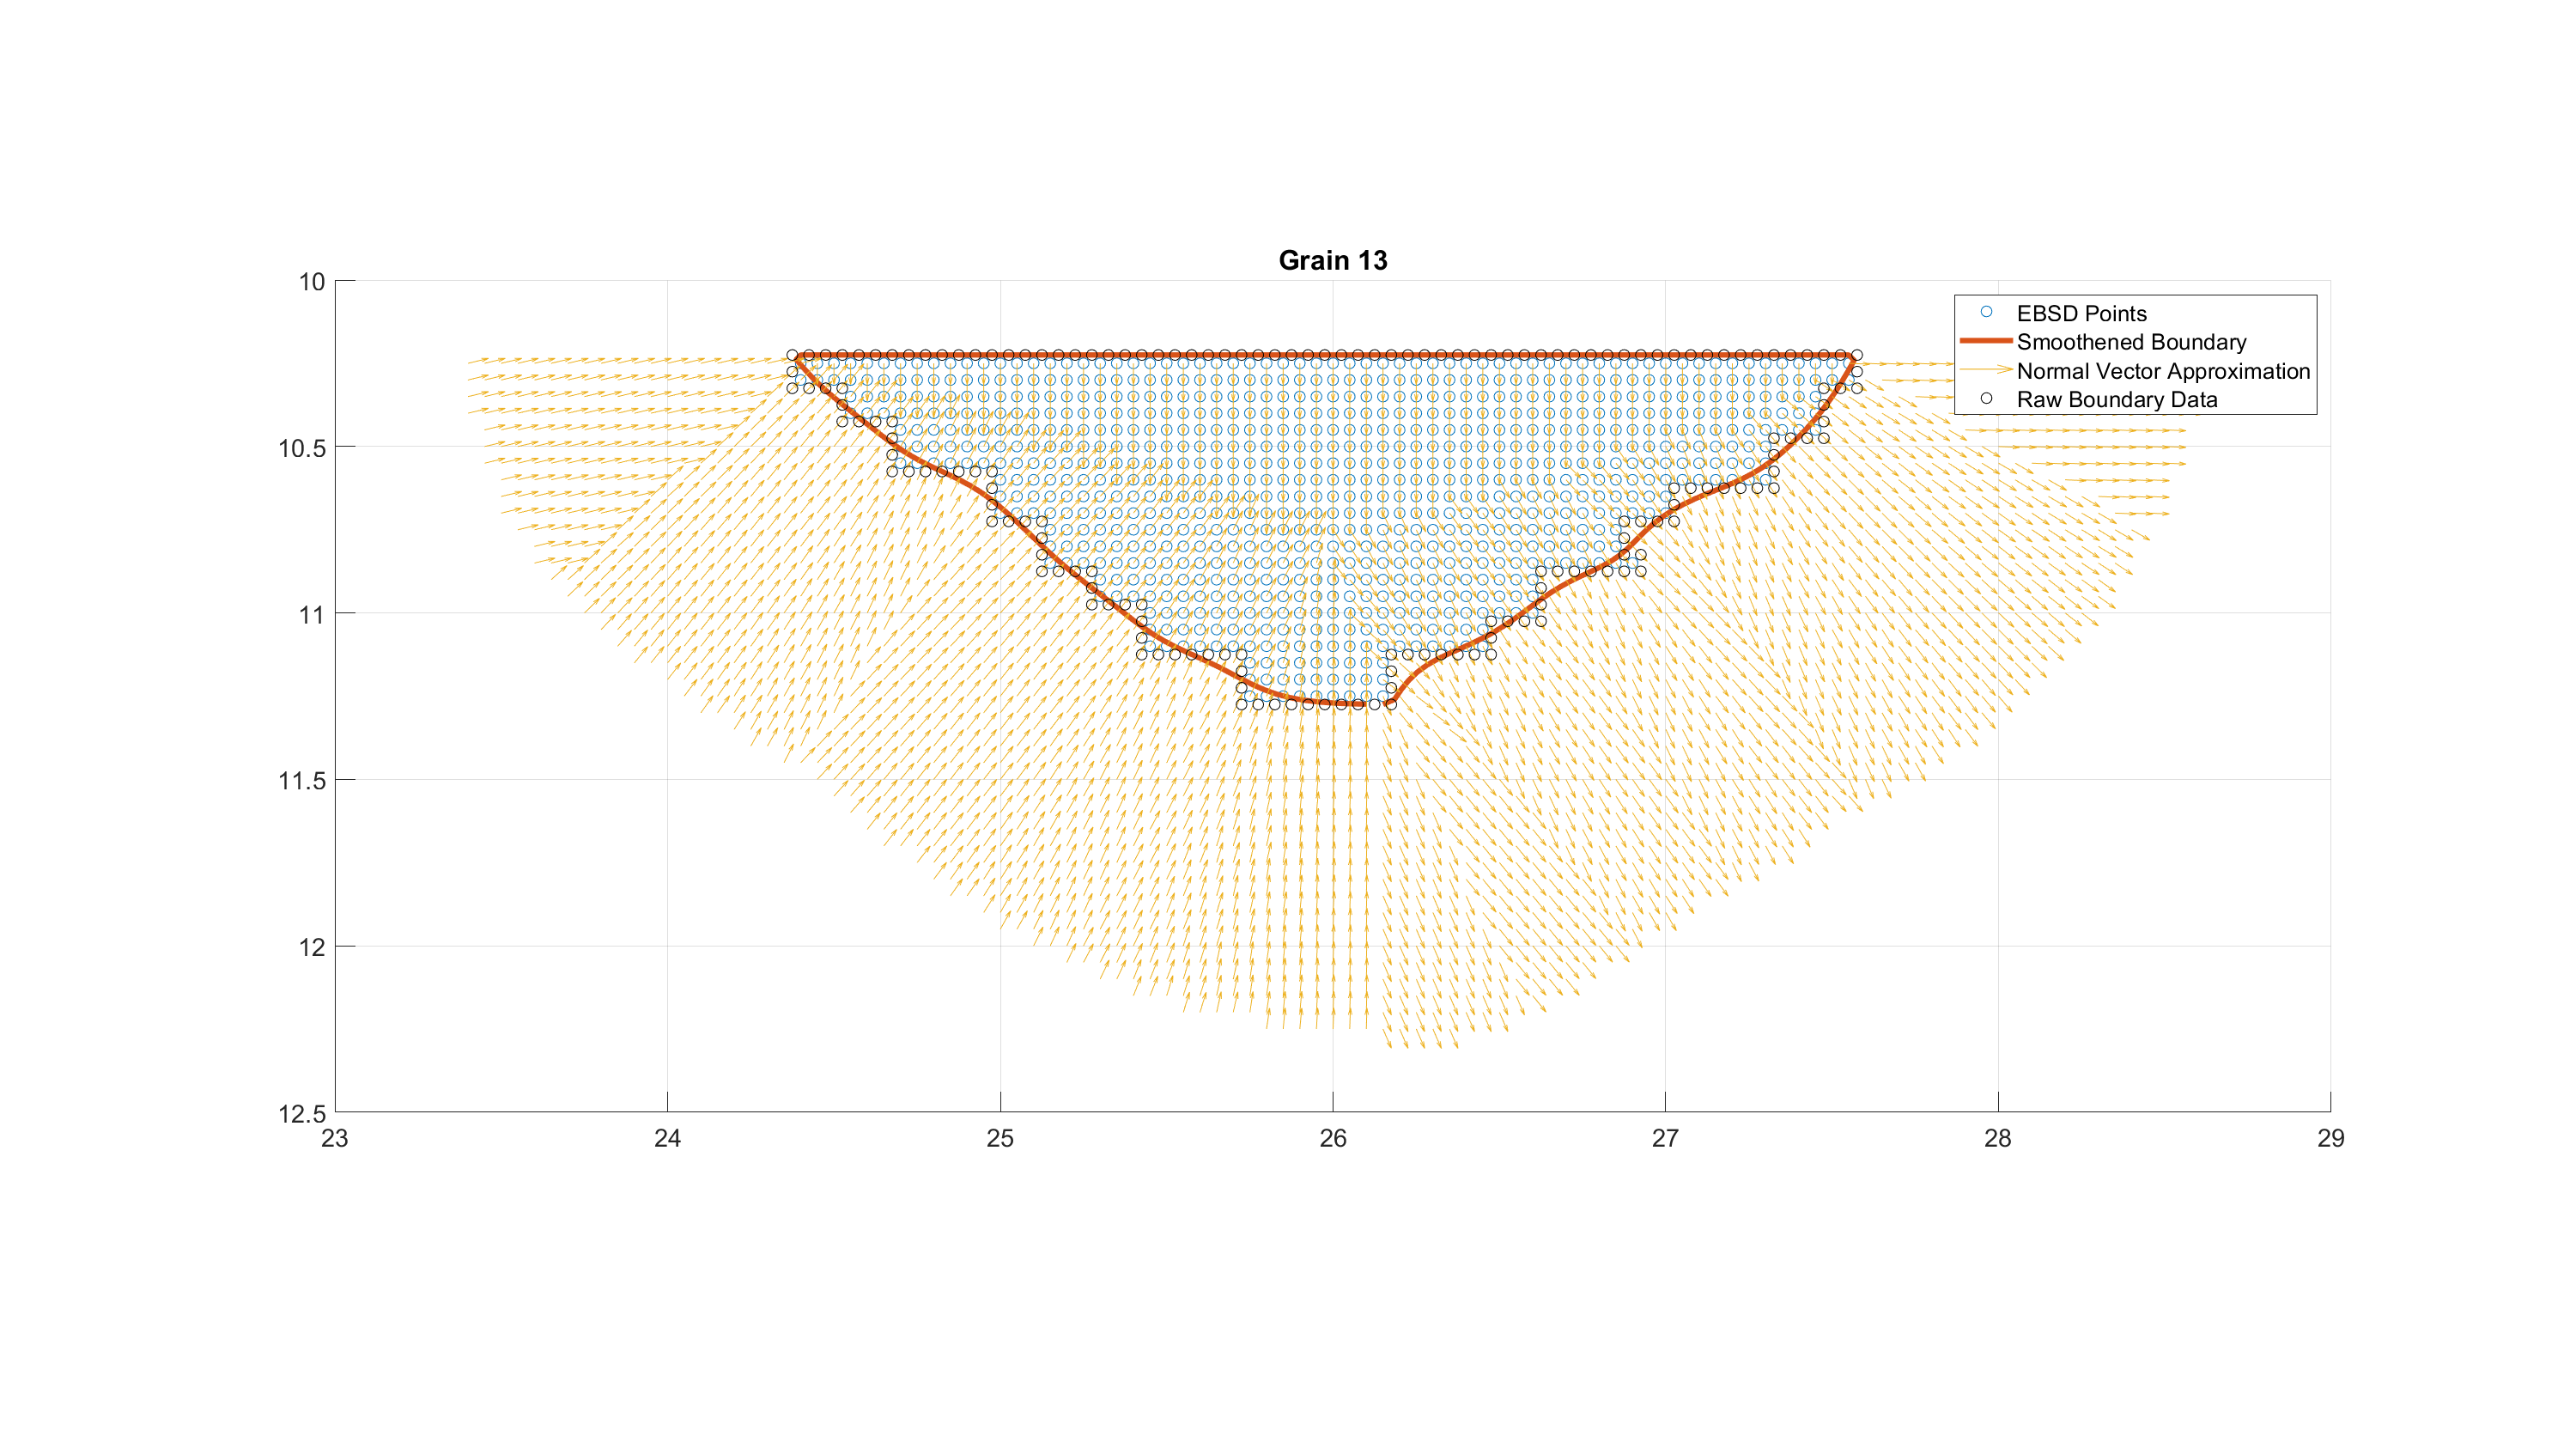 Grain 13
10
EBSD Points
Smoothened Boundary
Normal Vector Approximation
Raw Boundary Data
10.5
11
11.5
12
12.5
23 24 25 26 27 28 29